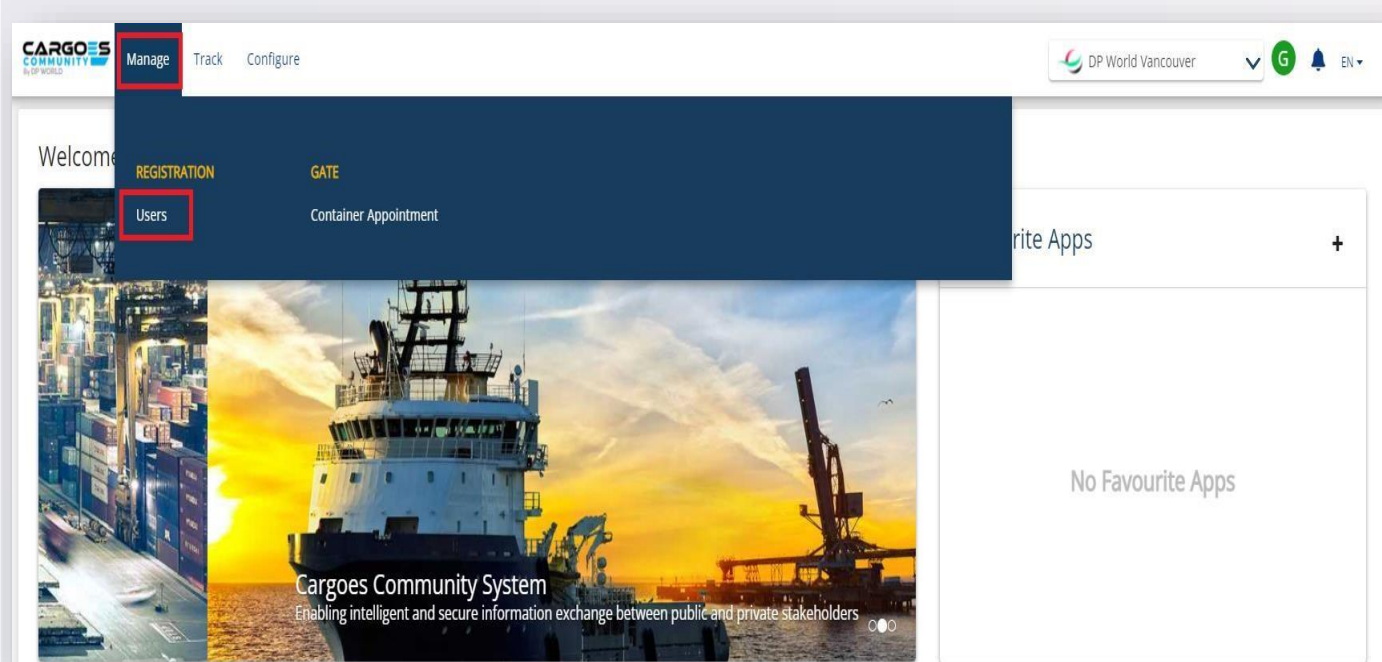 CARGOES
COMMUNITY
By DP WORLD
Manage Track Configure
DP World Vancouver
G
EN
Welcome
REGISTRATION GATE
Users Container Appointment
rite Apps +
No Favourite Apps
Cargoes Community System
Enabling intelligent and secure information exchange between public and private stakeholders